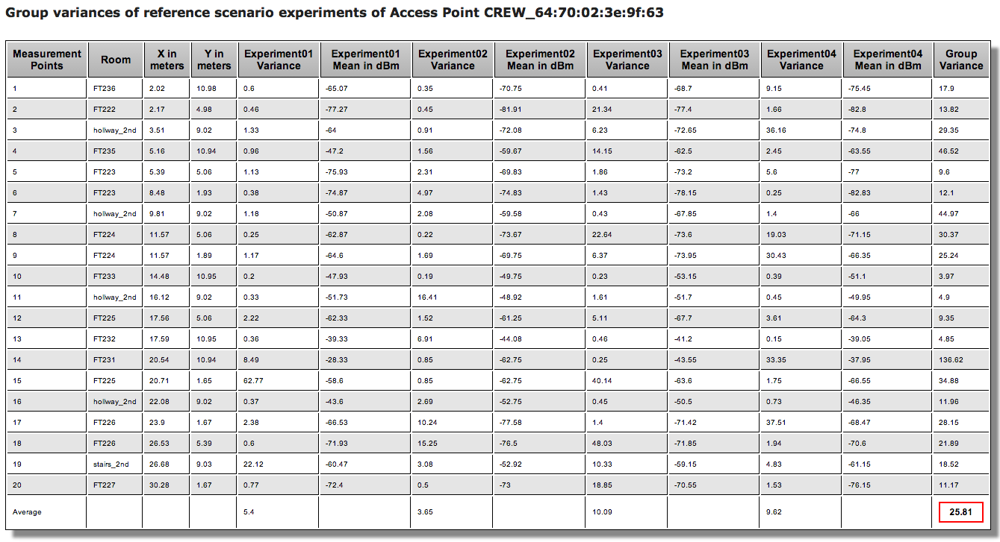 Group variances of reference scenario experiments of Access Point CREW_64:70:02:3e:9f:63
Measurement Points Room X in meters Y in meters Experiment01 Variance Experiment01 Mean in dBm Experiment02 Variance Experiment02 Mean in dBm Experiment03 Variance Experiment03 Mean in dBm Experiment04 Variance Experiment04 Mean in dBm Group Variance
1 FT236 2.02 10.98 0.6 -65.07 0.35 -70.75 0.41 -68.7 9.15 -75.45 17.9
2 FT222 2.17 4.98 0.46 -77.27 0.45 -81.91 21.34 -77.4 1.66 -82.8 13.82
3 hollway_2nd 3.51 9.02 1.33 -64 0.91 -72.08 6.23 -72.65 36.16 -74.8 29.35
4 FT235 5.16 10.94 0.96 -47.2 1.56 -59.67 14.15 -62.5 2.45 -63.55 46.52
5 FT223 5.39 5.06 1.13 -75.93 2.31 -69.83 1.86 -73.2 5.6 -77 9.6
6 FT223 8.48 1.93 0.38 -74.87 4.97 -74.83 1.43 -78.15 0.25 -82.83 12.1
7 hollway_2nd 9.81 9.02 1.18 -50.87 2.08 -59.58 0.43 -67.85 1.4 -66 44.97
8 FT224 11.57 5.06 0.25 -62.87 0.22 -73.67 22.64 -73.6 19.03 -71.15 30.37
9 FT224 11.57 1.89 1.17 -64.6 1.69 -69.75 6.37 -73.95 30.43 -66.35 25.24
10 FT233 14.48 10.95 0.2 -47.93 0.19 -49.75 0.23 -53.15 0.39 -51.1 3.97
11 hollway_2nd 16.12 9.02 0.33 -51.73 16.41 -48.92 1.61 -51.7 0.45 -49.95 4.9
12 FT225 17.56 5.06 2.22 -62.33 1.52 -61.25 5.11 -67.7 3.61 -64.3 9.35
13 FT232 17.59 10.95 0.36 -39.33 6.91 -44.08 0.46 -41.2 0.15 -39.05 4.85
14 FT231 20.54 10.94 8.49 -28.33 0.85 -62.75 0.25 -43.55 33.35 -37.95 136.62
15 FT225 20.71 1.65 62.77 -58.6 0.85 -62.75 40.14 -63.6 1.75 -66.55 34.88
16 hollway_2nd 22.08 9.02 0.37 -43.6 2.69 -52.75 0.45 -50.5 0.73 -46.35 11.96
17 FT226 23.9 1.67 2.38 -66.53 10.24 -77.58 1.4 -71.42 37.51 -68.47 28.15
18 FT226 26.53 5.39 0.6 -71.93 15.25 -76.5 48.03 -71.85 1.94 -70.6 21.89
19 stairs_2nd 26.68 9.03 22.12 -60.47 3.08 -52.92 10.33 -59.15 4.83 -61.15 18.52
20 FT227 30.28 1.67 0.77 -72.4 0.5 -73 18.85 -70.55 1.53 -76.15 11.17
Average 5.4 3.65 10.09 9.62 25.81